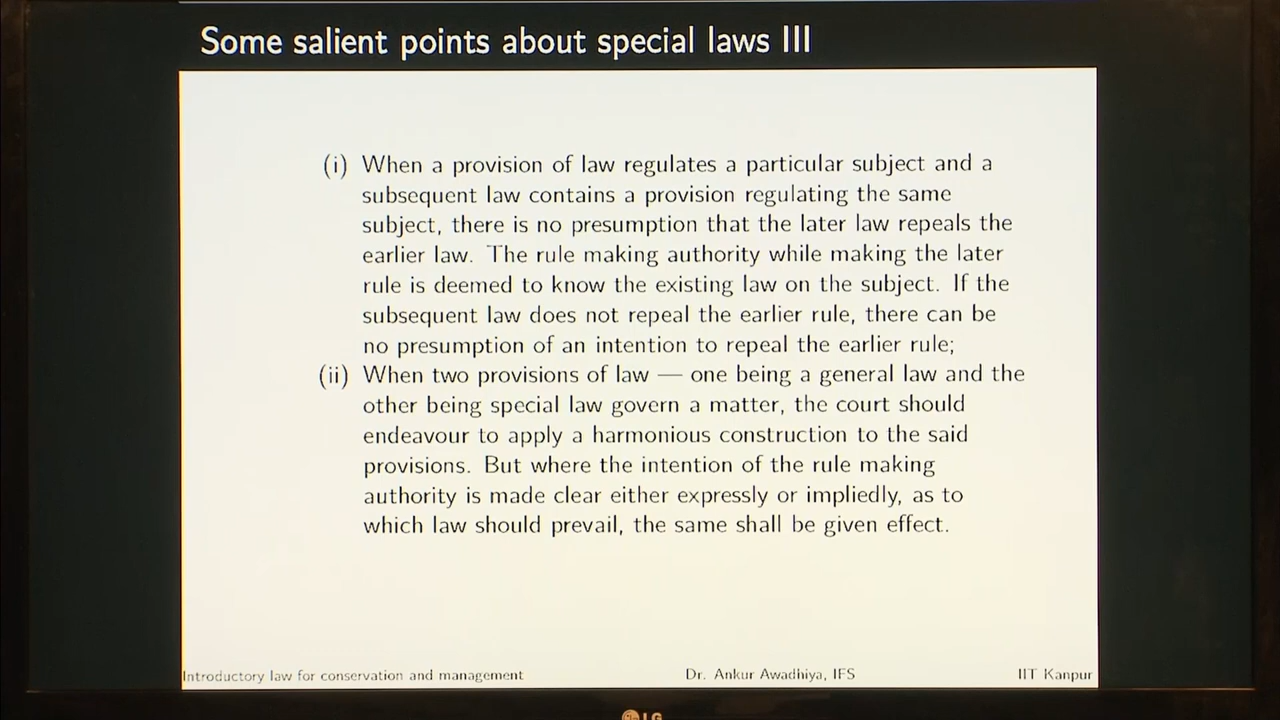 Some salient points about special laws III
(i) When a provision of law regulates a particular subject and a
subsequent law contains a provision regulating the same
subject, there is no presumption that the later law repeals the
earlier law. The rule making authority while making the later
rule is deemed to know the existing law on the subject. If the
subsequent law does not repeal the earlier rule, there can be
no presumption of an intention to repeal the earlier rule;
(ii) When two provisions of law — one being a general law and the
other being special law govern a matter, the court should
endeavour to apply a harmonious construction to the said
provisions. But where the intention of the rule making
authority is made clear either expressly or impliedly, as to
which law should prevail, the same shall be given effect.
Introductory law for conservation and management Dr. Ankur Awadhiya, IFS IIT Kanpur
LG